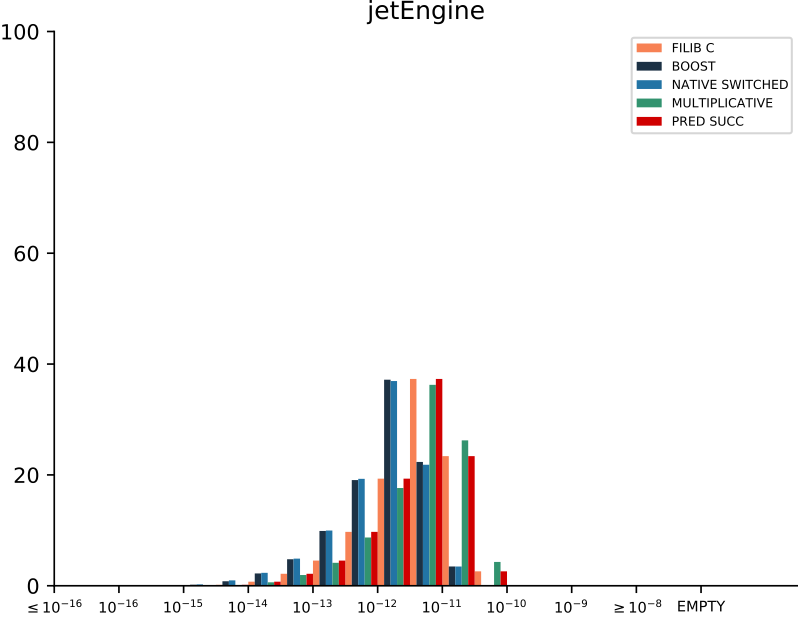 jetEngine
100
80
60
40
20
0
FILIB C
BOOST
NATIVE SWITCHED
MULTIPLICATIVE
PRED SUCC
≤10⁻¹⁶ 10⁻¹⁶ 10⁻¹⁵ 10⁻¹⁴ 10⁻¹³ 10⁻¹² 10⁻¹¹ 10⁻¹⁰ 10⁻⁹ ≥10⁻⁸ EMPTY